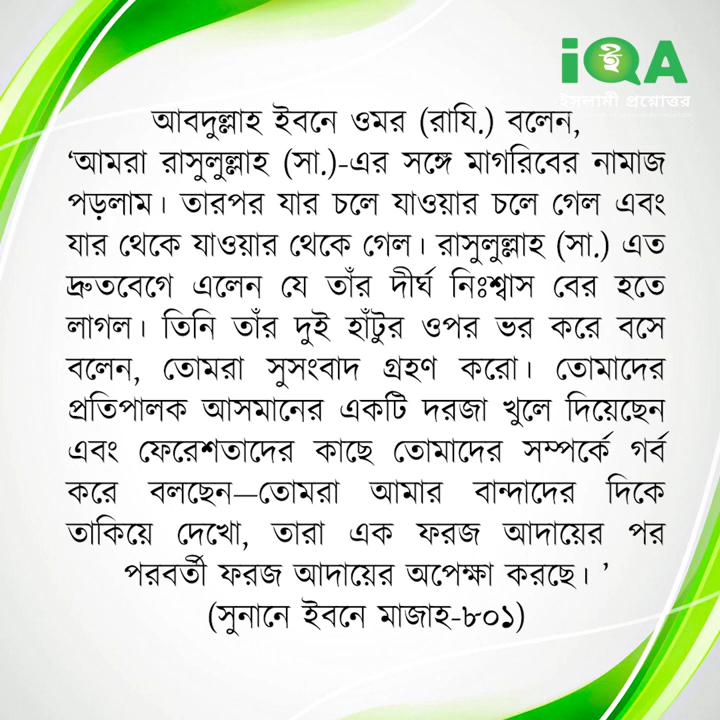 iQA
ইসলামী প্রশ্নোত্তর
আবদুল্লাহ ইবনে ওমর (রাযি.) বলেন,
‘আমরা রাসুলুল্লাহ (সা.)-এর সঙ্গে মাগরিবের নামাজ
পড়লাম। তারপর যার চলে যাওয়ার চলে গেল এবং
যার থেকে যাওয়ার থেকে গেল। রাসুলুল্লাহ (সা.) এত
দ্রুতবেগে এলেন যে তাঁর দীর্ঘ নিঃশ্বাস বের হতে
লাগল। তিনি তাঁর দুই হাঁটুর ওপর ভর করে বসে
বলেন, তোমরা সুসংবাদ গ্রহণ করো। তোমাদের
প্রতিপালক আসমানের একটি দরজা খুলে দিয়েছেন
এবং ফেরেশতাদের কাছে তোমাদের সম্পর্কে গর্ব
করে বলছেন—তোমরা আমার বান্দাদের দিকে
তাকিয়ে দেখো, তারা এক ফরজ আদায়ের পর
পরবর্তী ফরজ আদায়ের অপেক্ষা করছে। ’
(সুনানে ইবনে মাজাহ-৮০১)